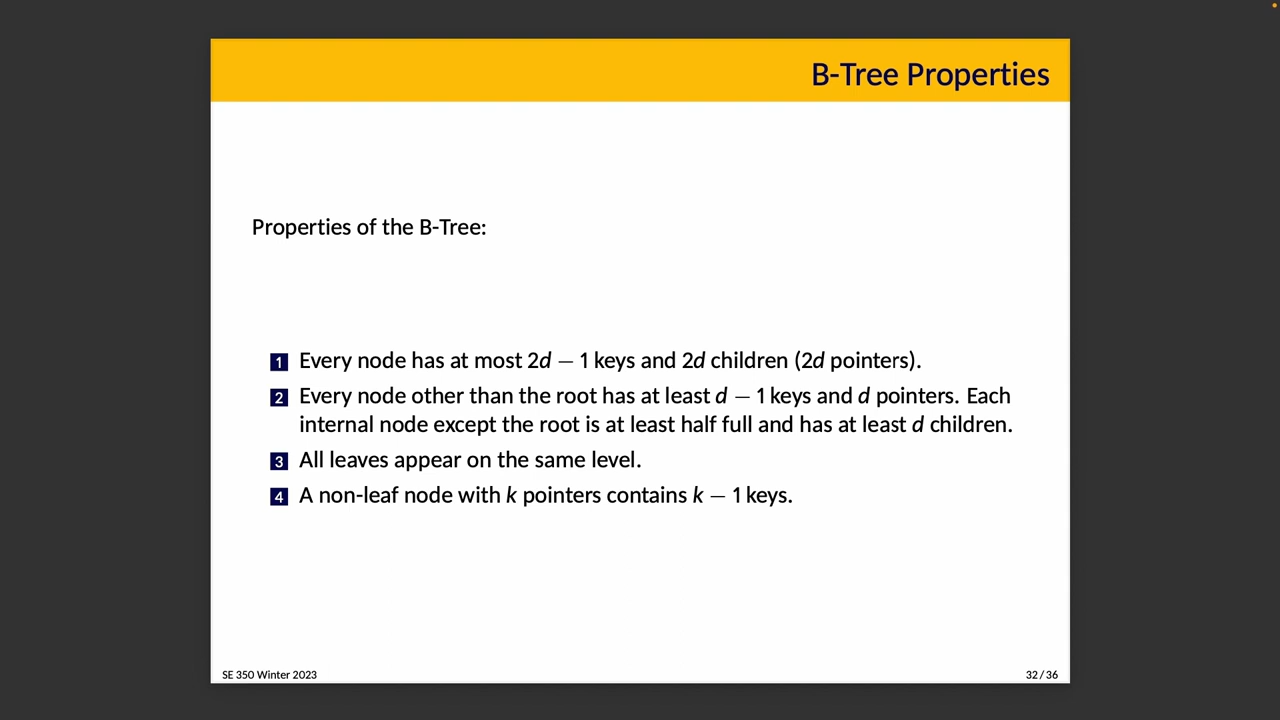 B-Tree Properties
Properties of the B-Tree:
1 Every node has at most 2d − 1 keys and 2d children (2d pointers).
2 Every node other than the root has at least d − 1 keys and d pointers. Each
internal node except the root is at least half full and has at least d children.
3 All leaves appear on the same level.
4 A non-leaf node with k pointers contains k − 1 keys.
SE 350 Winter 2023
32 / 36